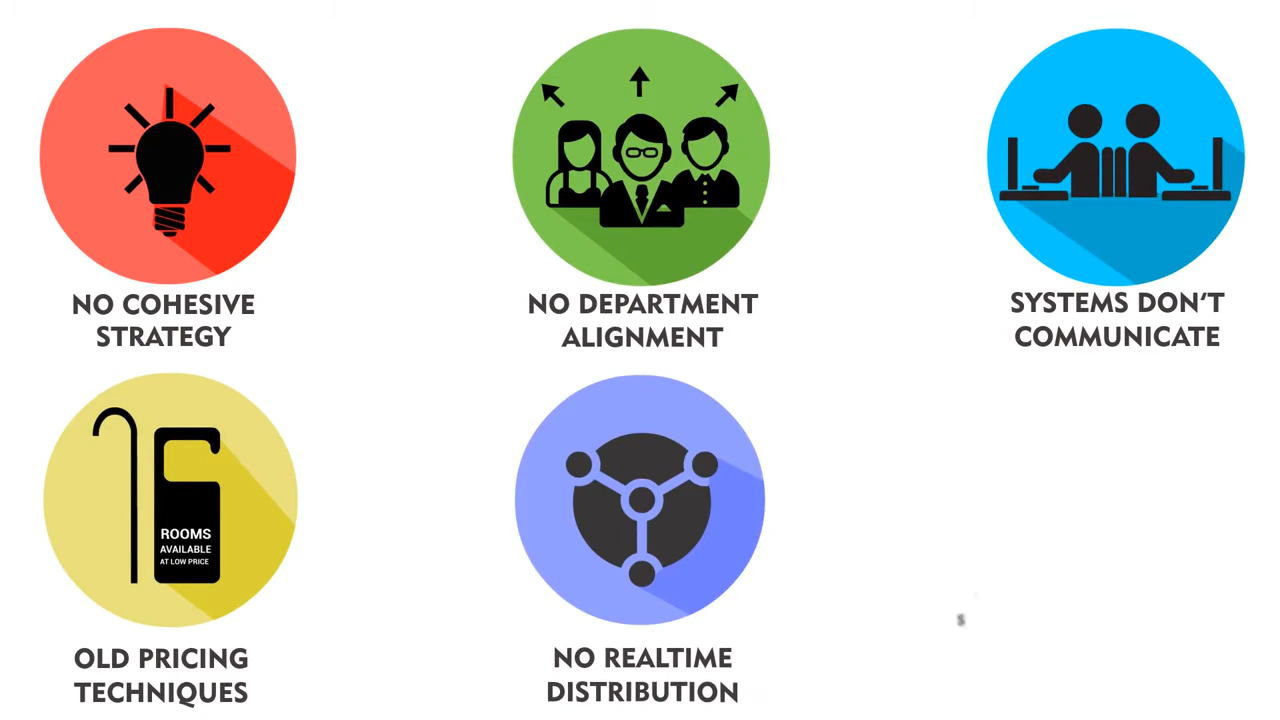 NO COHESIVE
STRATEGY
NO DEPARTMENT
ALIGNMENT
SYSTEMS DON'T
COMMUNICATE
ROOMS
AVAILABLE
AT LOW PRICE
OLD PRICING
TECHNIQUES
NO REALTIME
DISTRIBUTION